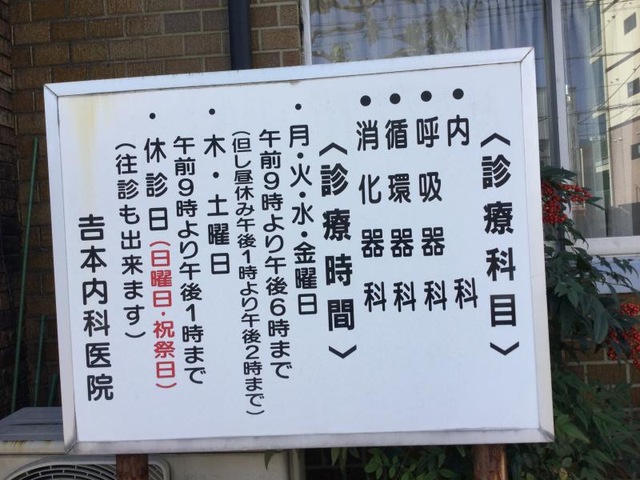 《診療科目》
●内科
●呼吸器科
●循環器科
●消化器科
《診療時間》
・月・火・水・金曜日
午前9時より午後6時まで
(但し昼休み午後1時より午後2時まで)
・木・土曜日
午前9時より午後1時まで
・休診日(日曜日・祝祭日)
(往診も出来ます)
𠮷本内科医院